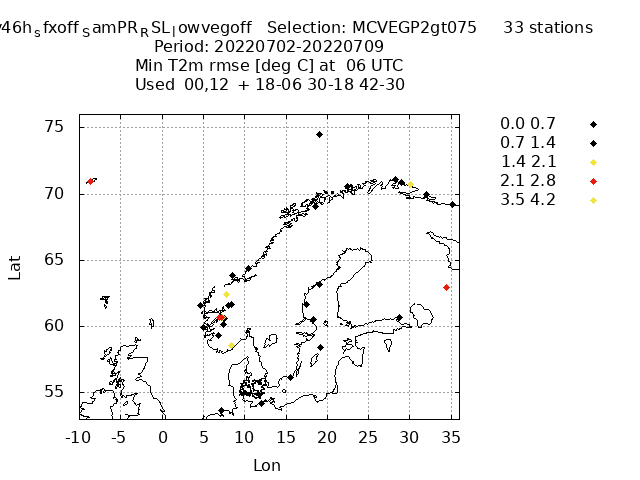 46h_sfxoff_SamPR_RSL_lowvegoff Selection: MCVEGP2gt075 33 stations
Period: 20220702-20220709
Min T2m rmse [deg C] at 06 UTC
Used 00,12 + 18-06 30-18 42-30
0.0 0.7
0.7 1.4
1.4 2.1
2.1 2.8
3.5 4.2
75
70
65
60
55
Lat
-10 -5 0 5 10 15 20 25 30 35
Lon